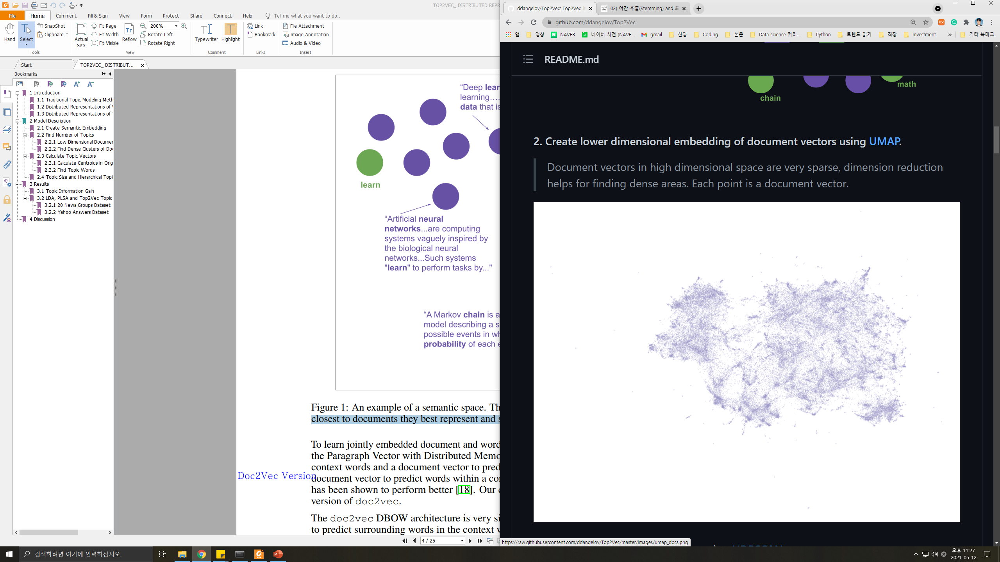 TOP2VEC_ DISTRIBUTED REPR
File
Home
Comment
Fill & Sign
View
Form
Protect
Share
Connect
Help
Tell me what you want to do..
Hand
Select
SnapShot
Clipboard
Tools
Actual Size
Fit Page
Fit Width
Fit Visible
Reflow
200%
Rotate Left
Rotate Right
View
Typewriter
Highlight
Comment
Link
Bookmark
Links
File Attachment
Image Annotation
Audio & Video
Insert
Start
TOP2VEC_ DISTRIBUT...
Bookmarks
1 Introduction
1.1 Traditional Topic Modeling Meth
1.2 Distributed Representations of
1.3 Distributed Representations of
2 Model Description
2.1 Create Semantic Embedding
2.2 Find Number of Topics
2.2.1 Low Dimensional Documen
2.2.2 Find Dense Clusters of Do
2.3 Calculate Topic Vectors
2.3.1 Calculate Centroids in Orig
2.3.2 Find Topic Words
2.4 Topic Size and Hierarchical Topi
3 Results
3.1 Topic Information Gain
3.2 LDA, PLSA and Top2Vec Topic
3.2.1 20 News Groups Dataset
3.2.2 Yahoo Answers Dataset
4 Discussion
“Deep lear
learning….
data that is
learn
“Artificial neural
networks...are computing
systems vaguely inspired by
the biological neural
networks...Such systems
"learn" to perform tasks by..."
“A Markov chain is a
model describing a s
possible events in wh
probability of each e
Figure 1: An example of a semantic space. Th
closest to documents they best represent and s
To learn jointly embedded document and word
the Paragraph Vector with Distributed Memo
context words and a document vector to pred
document vector to predict words within a con
has been shown to perform better [18]. Our e
version of doc2vec.
Doc2Vec Version
The doc2vec DBOW architecture is very si
to predict surrounding words in the context w
4 / 25
ddangelov/Top2Vec: Top2Vec le
03) 어간 추출(Stemming) and 표
github.com/ddangelov/Top2Vec
앱
영상
NAVER
네이버 사전 (NAVE...
gmail
한양
Coding
논문
Data science 커리...
Python
트렌드 읽기
직장
Investment
»
기타 북마크
README.md
chain
math
2. Create lower dimensional embedding of document vectors using UMAP.
Document vectors in high dimensional space are very sparse, dimension reduction
helps for finding dense areas. Each point is a document vector.
https://raw.githubusercontent.com/ddangelov/Top2Vec/master/images/umap_docs.png
HDBSCAN
검색하려면 여기에 입력하십시오.
오후 11:27
2021-05-12